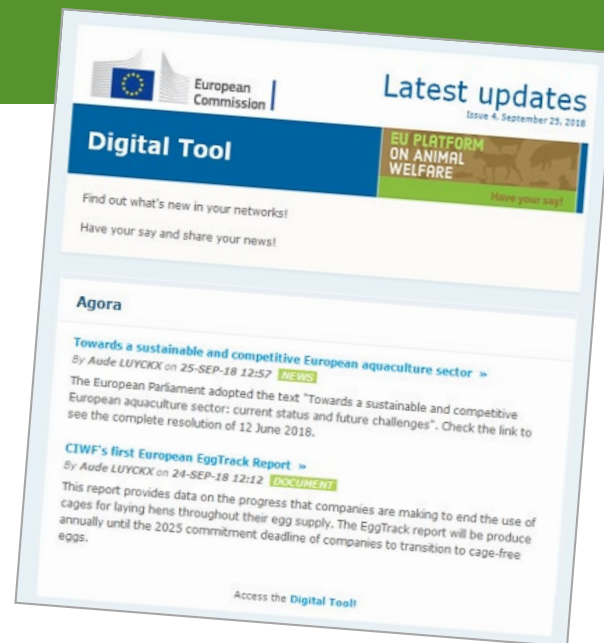 European
Commission
Latest updates
Issue 4, September 25, 2018
Digital Tool
EU PLATFORM
ON ANIMAL
WELFARE
Have your say!
Find out what's new in your networks!
Have your say and share your news!
Agora
Towards a sustainable and competitive European aquaculture sector »
By Aude LUYCKX on 25-SEP-18 12:57 NEWS
The European Parliament adopted the text "Towards a sustainable and competitive
European aquaculture sector: current status and future challenges". Check the link to
see the complete resolution of 12 June 2018.
CIWF's first European EggTrack Report »
By Aude LUYCKX on 24-SEP-18 12:12 DOCUMENT
This report provides data on the progress that companies are making to end the use of
cages for laying hens throughout their egg supply. The EggTrack report will be produce
annually until the 2025 commitment deadline of companies to transition to cage-free
eggs.
Access the Digital Tool!